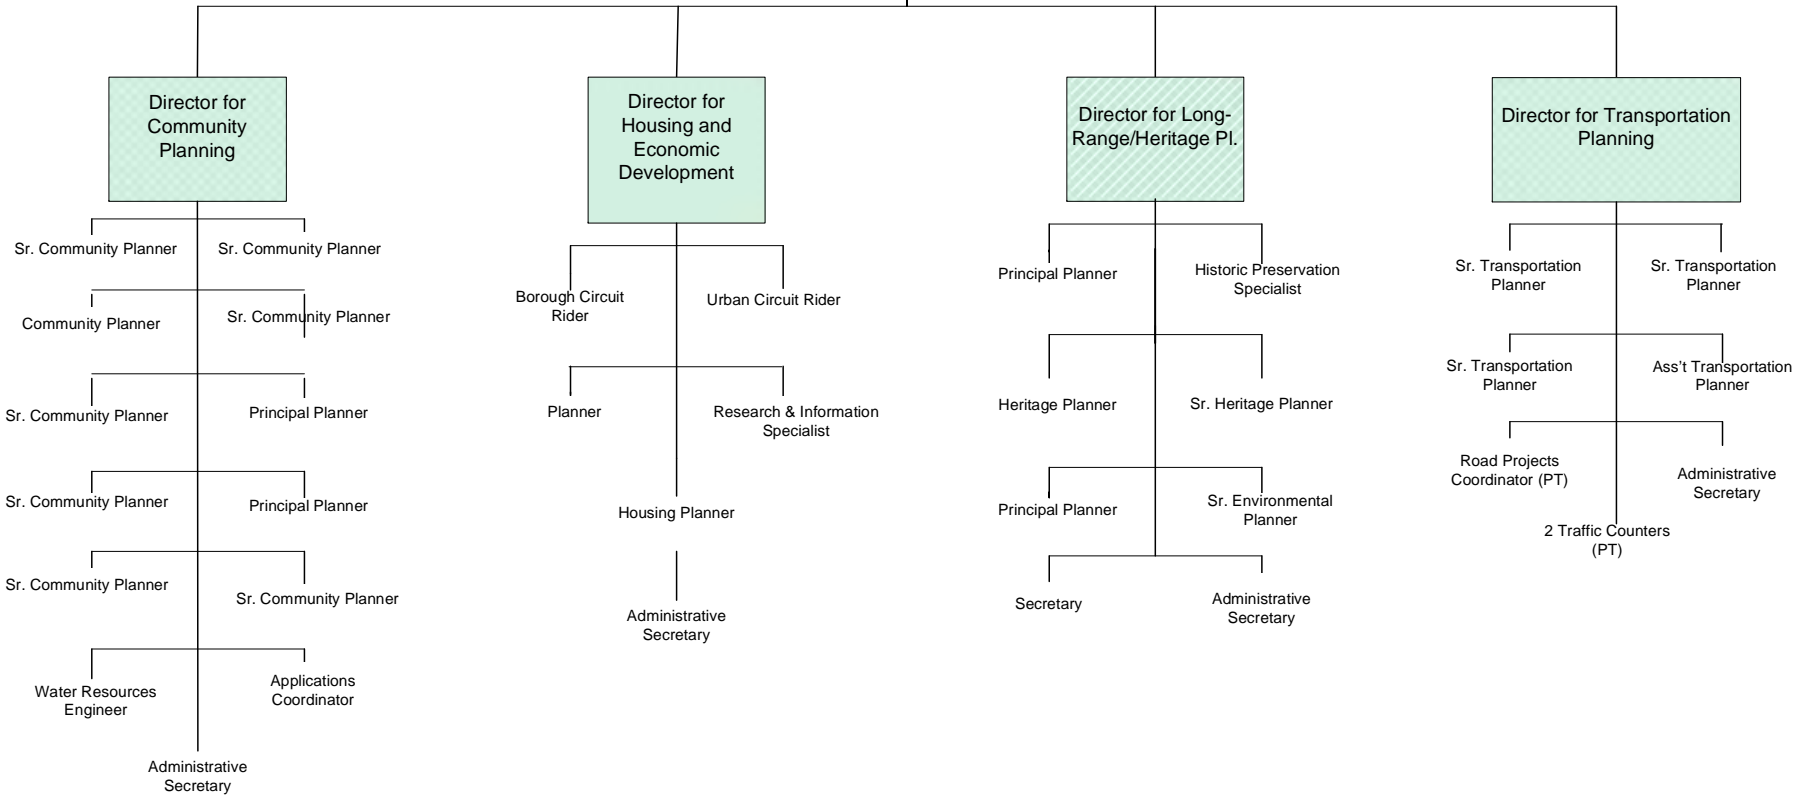 Director for
Community
Planning
Director for
Housing and
Economic
Development
Director for Long-
Range/Heritage Pl.
Director for Transportation
Planning
Sr. Community Planner
Sr. Community Planner
Community Planner
Sr. Community Planner
Sr. Community Planner
Principal Planner
Sr. Community Planner
Principal Planner
Sr. Community Planner
Sr. Community Planner
Water Resources
Engineer
Applications
Coordinator
Administrative
Secretary
Borough Circuit
Rider
Urban Circuit Rider
Planner
Research & Information
Specialist
Housing Planner
Administrative
Secretary
Principal Planner
Historic Preservation
Specialist
Heritage Planner
Sr. Heritage Planner
Principal Planner
Sr. Environmental
Planner
Secretary
Administrative
Secretary
Sr. Transportation
Planner
Sr. Transportation
Planner
Sr. Transportation
Planner
Ass't Transportation
Planner
Road Projects
Coordinator (PT)
Administrative
Secretary
2 Traffic Counters
(PT)